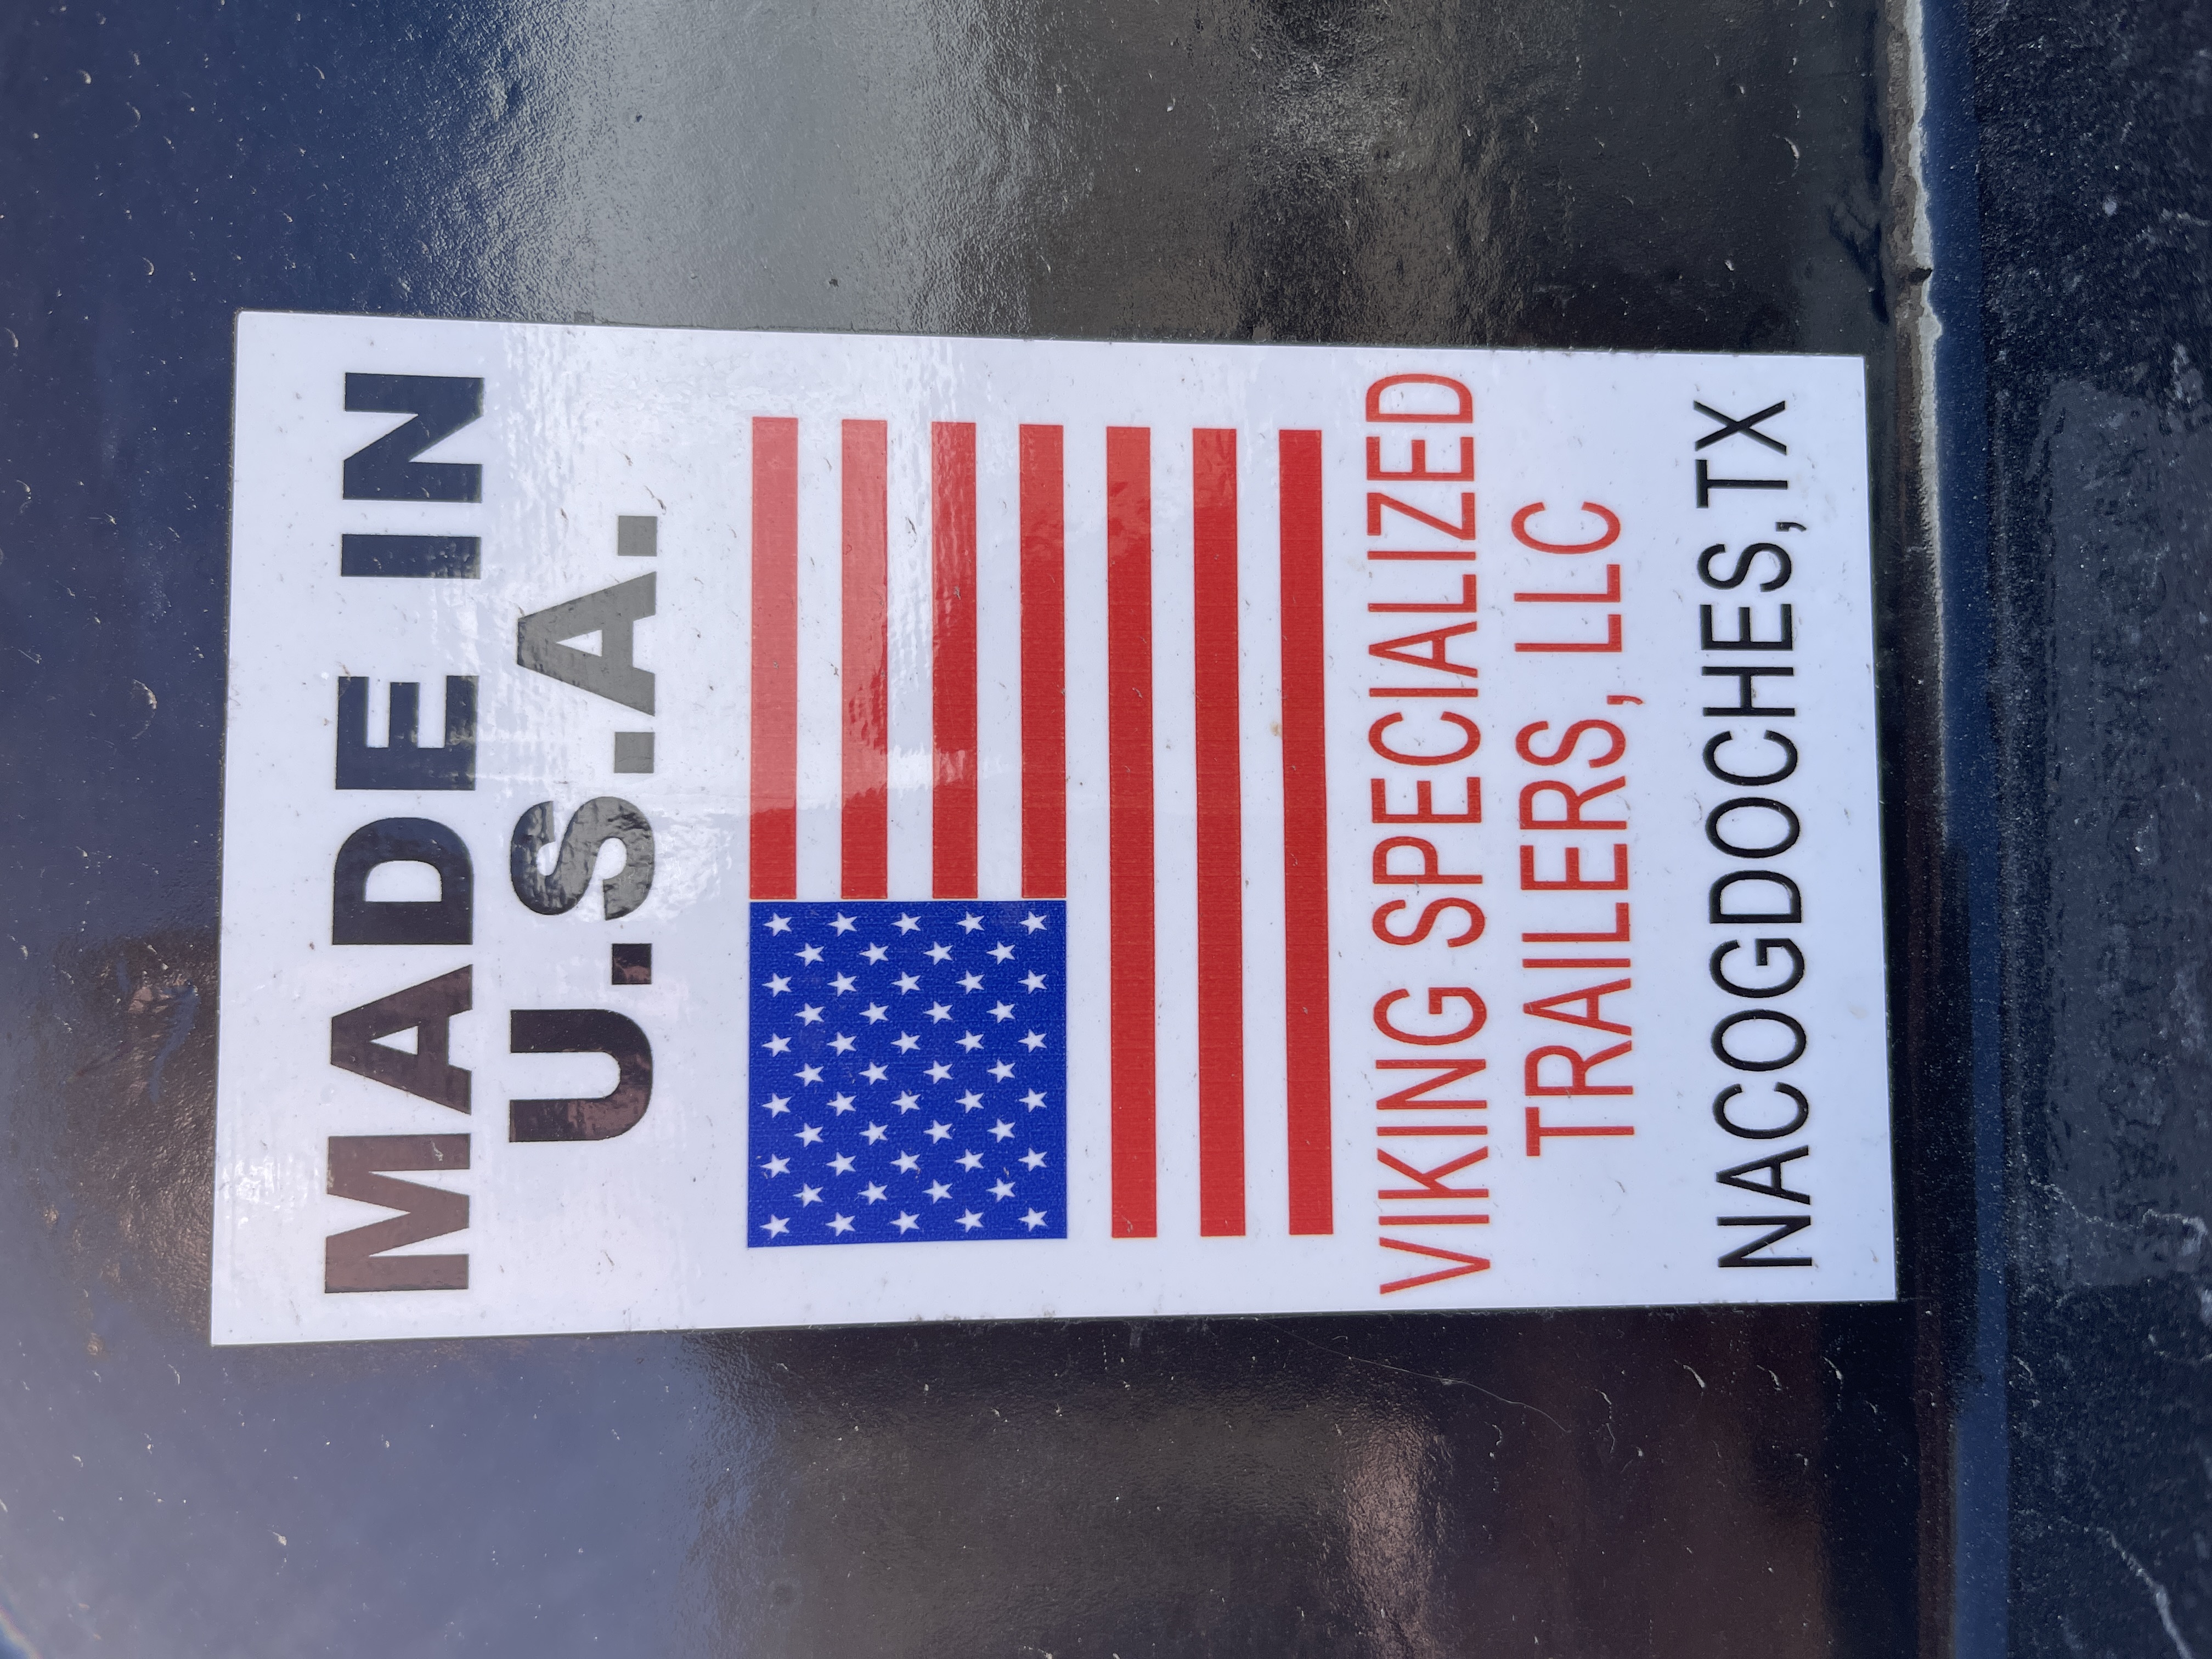 MADE IN
U.S.A.
VIKING SPECIALIZED
TRAILERS, LLC
NACOGDOCHES,TX